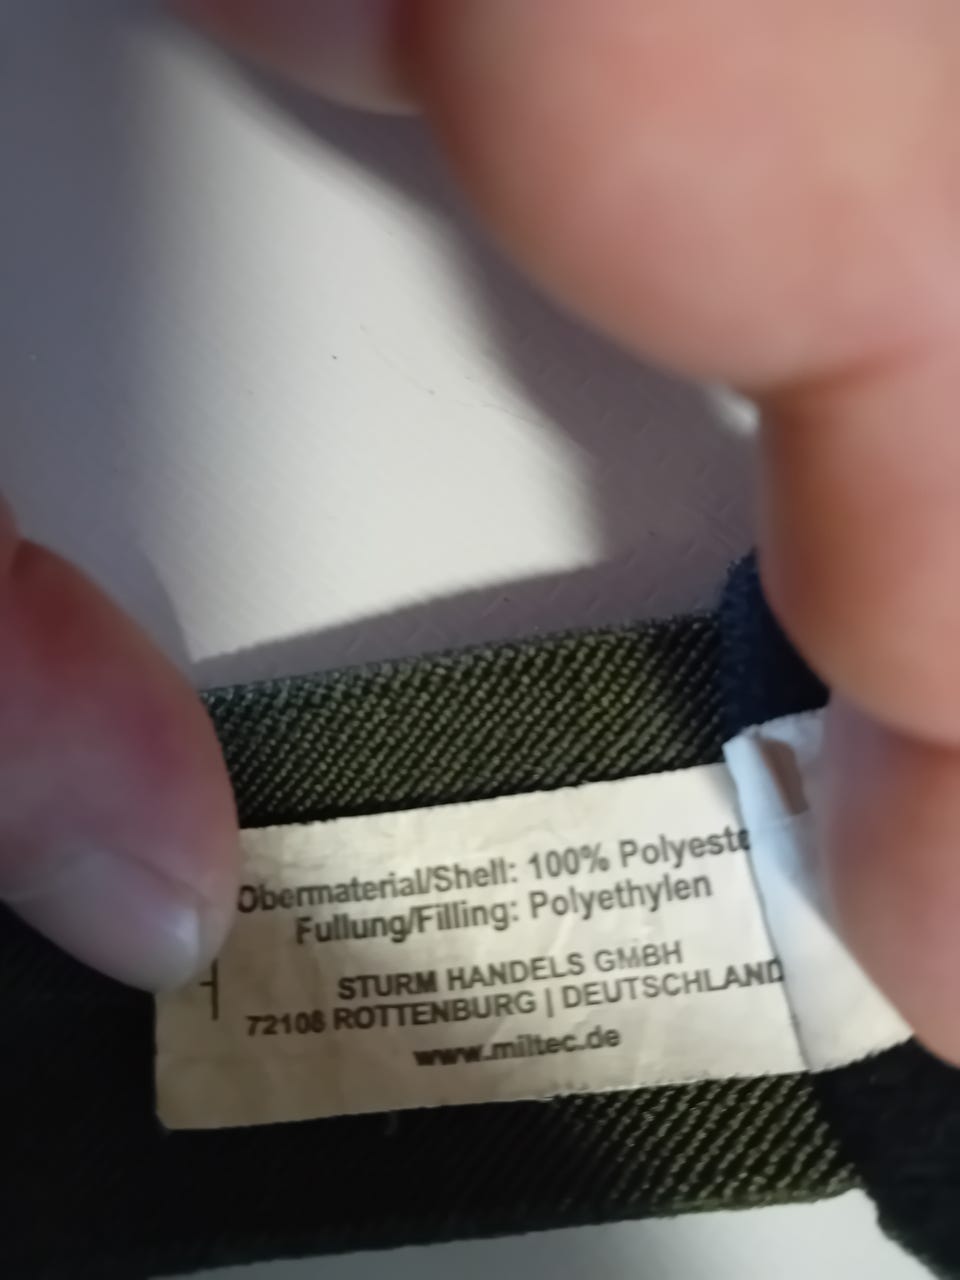 Obermaterial/Shell: 100% Polyeste
Fullung/Filling: Polyethylen
STURM HANDELS GMBH
72108 ROTTENBURG | DEUTSCHLAND
www.miltec.de